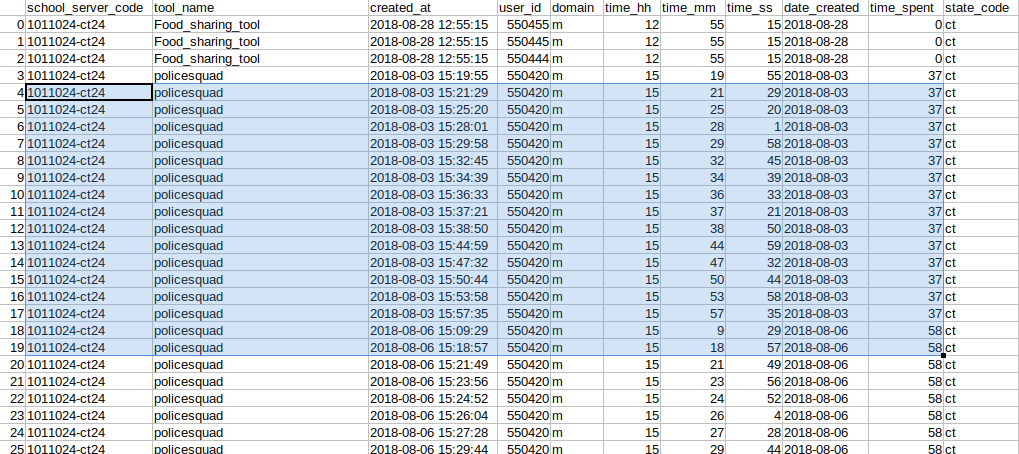 school_server_code tool_name created_at user_id domain time_hh time_mm time_ss date_created time_spent state_code
0 1011024-ct24 Food_sharing_tool 2018-08-28 12:55:15 550455 m 12 55 15 2018-08-28 0 ct
1 1011024-ct24 Food_sharing_tool 2018-08-28 12:55:15 550445 m 12 55 15 2018-08-28 0 ct
2 1011024-ct24 Food_sharing_tool 2018-08-28 12:55:15 550444 m 12 55 15 2018-08-28 0 ct
3 1011024-ct24 policesquad 2018-08-03 15:19:55 550420 m 15 19 55 2018-08-03 37 ct
4 1011024-ct24 policesquad 2018-08-03 15:21:29 550420 m 15 21 29 2018-08-03 37 ct
5 1011024-ct24 policesquad 2018-08-03 15:25:20 550420 m 15 25 20 2018-08-03 37 ct
6 1011024-ct24 policesquad 2018-08-03 15:28:01 550420 m 15 28 1 2018-08-03 37 ct
7 1011024-ct24 policesquad 2018-08-03 15:29:58 550420 m 15 29 58 2018-08-03 37 ct
8 1011024-ct24 policesquad 2018-08-03 15:32:45 550420 m 15 32 45 2018-08-03 37 ct
9 1011024-ct24 policesquad 2018-08-03 15:34:39 550420 m 15 34 39 2018-08-03 37 ct
10 1011024-ct24 policesquad 2018-08-03 15:36:33 550420 m 15 36 33 2018-08-03 37 ct
11 1011024-ct24 policesquad 2018-08-03 15:37:21 550420 m 15 37 21 2018-08-03 37 ct
12 1011024-ct24 policesquad 2018-08-03 15:38:50 550420 m 15 38 50 2018-08-03 37 ct
13 1011024-ct24 policesquad 2018-08-03 15:44:59 550420 m 15 44 59 2018-08-03 37 ct
14 1011024-ct24 policesquad 2018-08-03 15:47:32 550420 m 15 47 32 2018-08-03 37 ct
15 1011024-ct24 policesquad 2018-08-03 15:50:44 550420 m 15 50 44 2018-08-03 37 ct
16 1011024-ct24 policesquad 2018-08-03 15:53:58 550420 m 15 53 58 2018-08-03 37 ct
17 1011024-ct24 policesquad 2018-08-03 15:57:35 550420 m 15 57 35 2018-08-03 37 ct
18 1011024-ct24 policesquad 2018-08-06 15:09:29 550420 m 15 9 29 2018-08-06 58 ct
19 1011024-ct24 policesquad 2018-08-06 15:18:57 550420 m 15 18 57 2018-08-06 58 ct
20 1011024-ct24 policesquad 2018-08-06 15:21:49 550420 m 15 21 49 2018-08-06 58 ct
21 1011024-ct24 policesquad 2018-08-06 15:23:56 550420 m 15 23 56 2018-08-06 58 ct
22 1011024-ct24 policesquad 2018-08-06 15:24:52 550420 m 15 24 52 2018-08-06 58 ct
23 1011024-ct24 policesquad 2018-08-06 15:26:04 550420 m 15 26 4 2018-08-06 58 ct
24 1011024-ct24 policesquad 2018-08-06 15:27:28 550420 m 15 27 28 2018-08-06 58 ct
25 1011024-ct24 policesquad 2018-08-06 15:29:44 550420 m 15 29 44 2018-08-06 58 ct